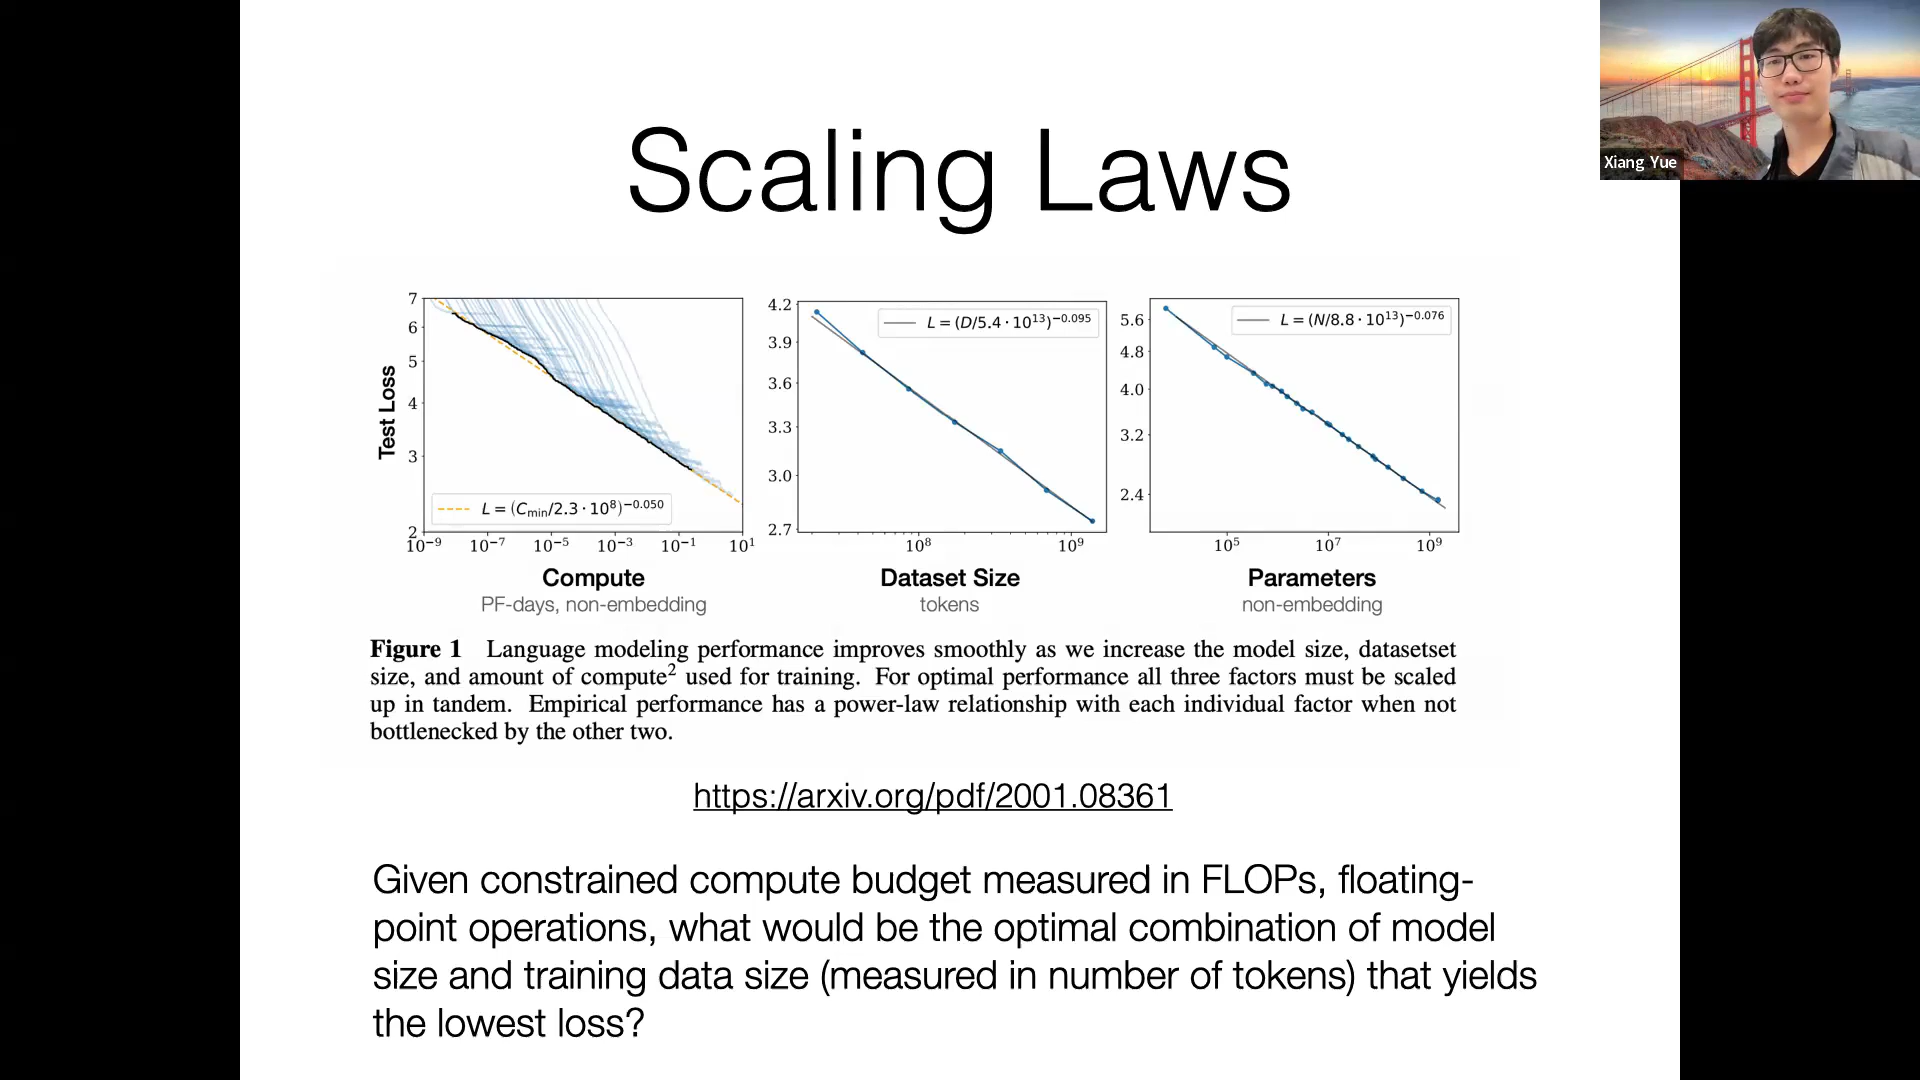 Xiang Yue
Scaling Laws
Test Loss
7
6
5
4
3
2
L = (C_min/2.3 · 10^8)^−0.050
10^−9 10^−7 10^−5 10^−3 10^−1 10^1
Compute
PF-days, non-embedding
4.2
3.9
3.6
3.3
3.0
2.7
L = (D/5.4 · 10^13)^−0.095
10^8 10^9
Dataset Size
tokens
5.6
4.8
4.0
3.2
2.4
L = (N/8.8 · 10^13)^−0.076
10^5 10^7 10^9
Parameters
non-embedding
Figure 1 Language modeling performance improves smoothly as we increase the model size, datasetset
size, and amount of compute² used for training. For optimal performance all three factors must be scaled
up in tandem. Empirical performance has a power-law relationship with each individual factor when not
bottlenecked by the other two.
https://arxiv.org/pdf/2001.08361
Given constrained compute budget measured in FLOPs, floating-
point operations, what would be the optimal combination of model
size and training data size (measured in number of tokens) that yields
the lowest loss?